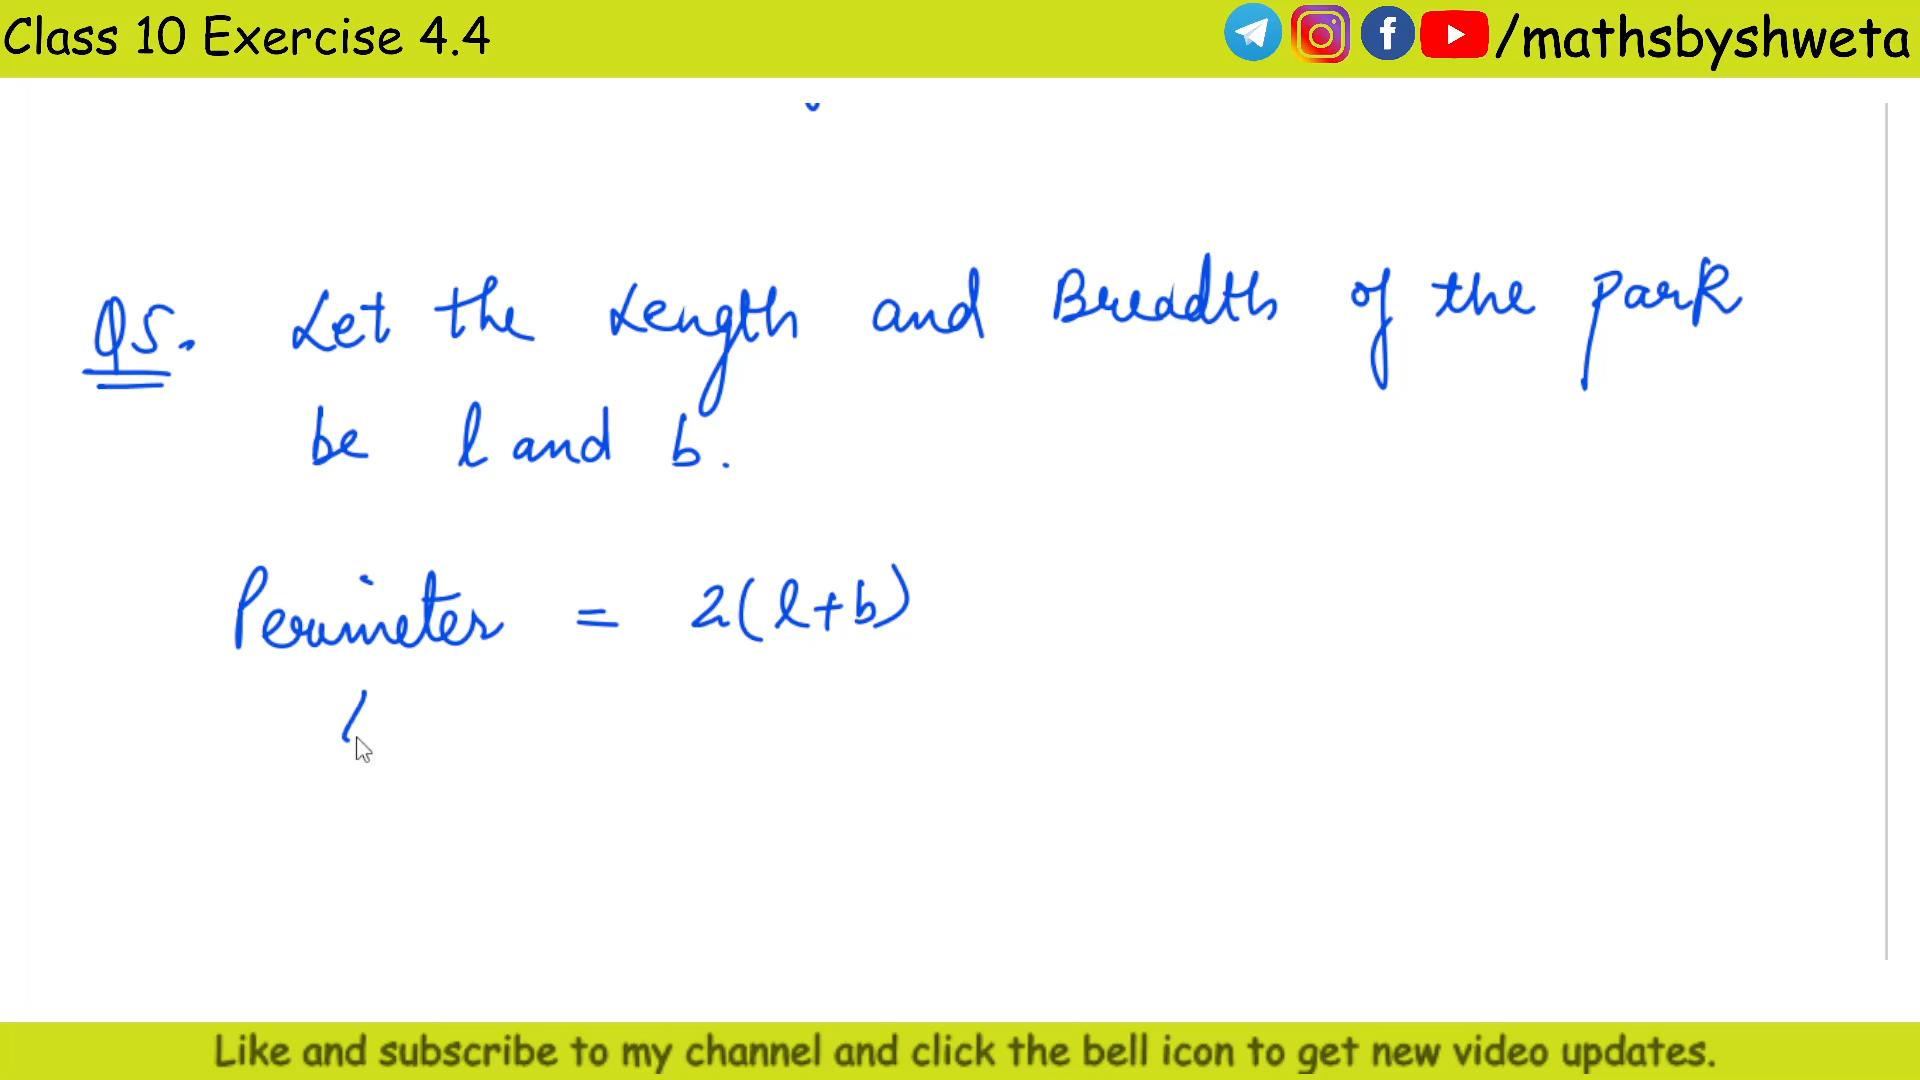 Class 10 Exercise 4.4 /mathsbyshweta
Q5. Let the Length and Breadth of the Park
be l and b.
Perimeter = 2(l+b)
Like and subscribe to my channel and click the bell icon to get new video updates.